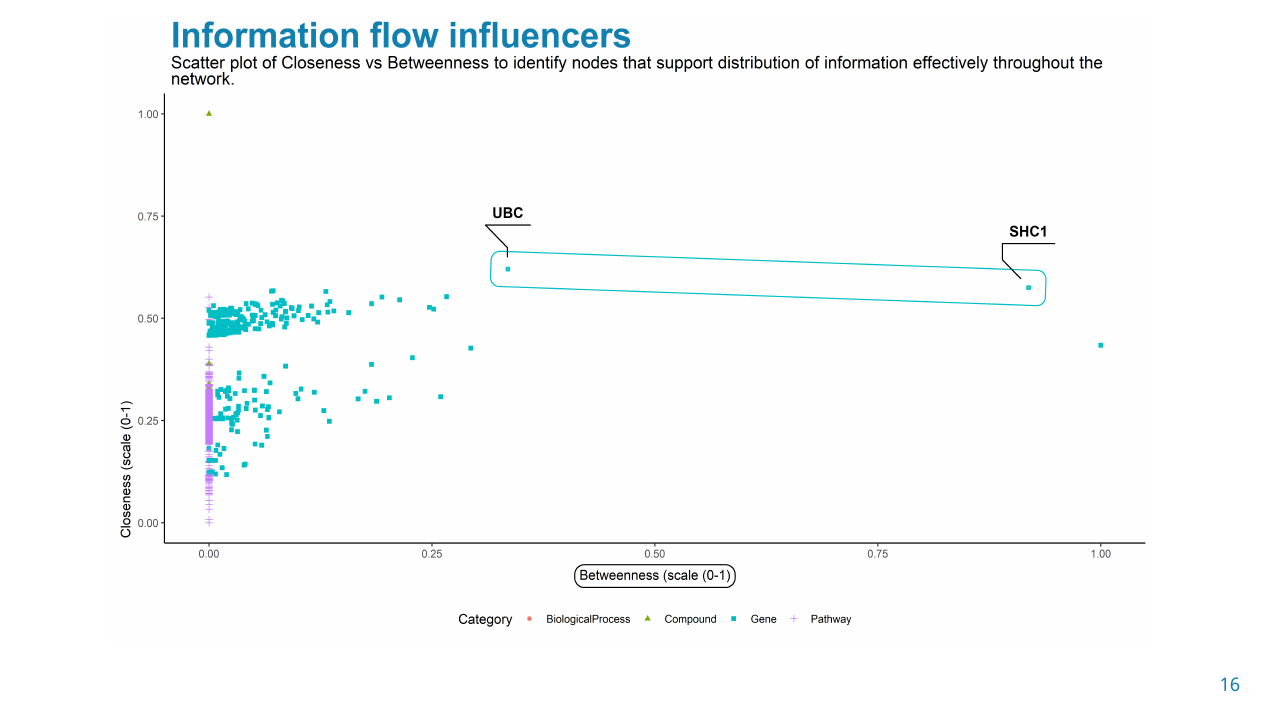 Information flow influencers
Scatter plot of Closeness vs Betweenness to identify nodes that support distribution of information effectively throughout the
network.
1.00
0.75
0.50
0.25
0.00
Closeness (scale (0-1)
UBC
SHC1
0.00
0.25
0.50
0.75
1.00
Betweenness (scale (0-1)
Category BiologicalProcess Compound Gene Pathway
16